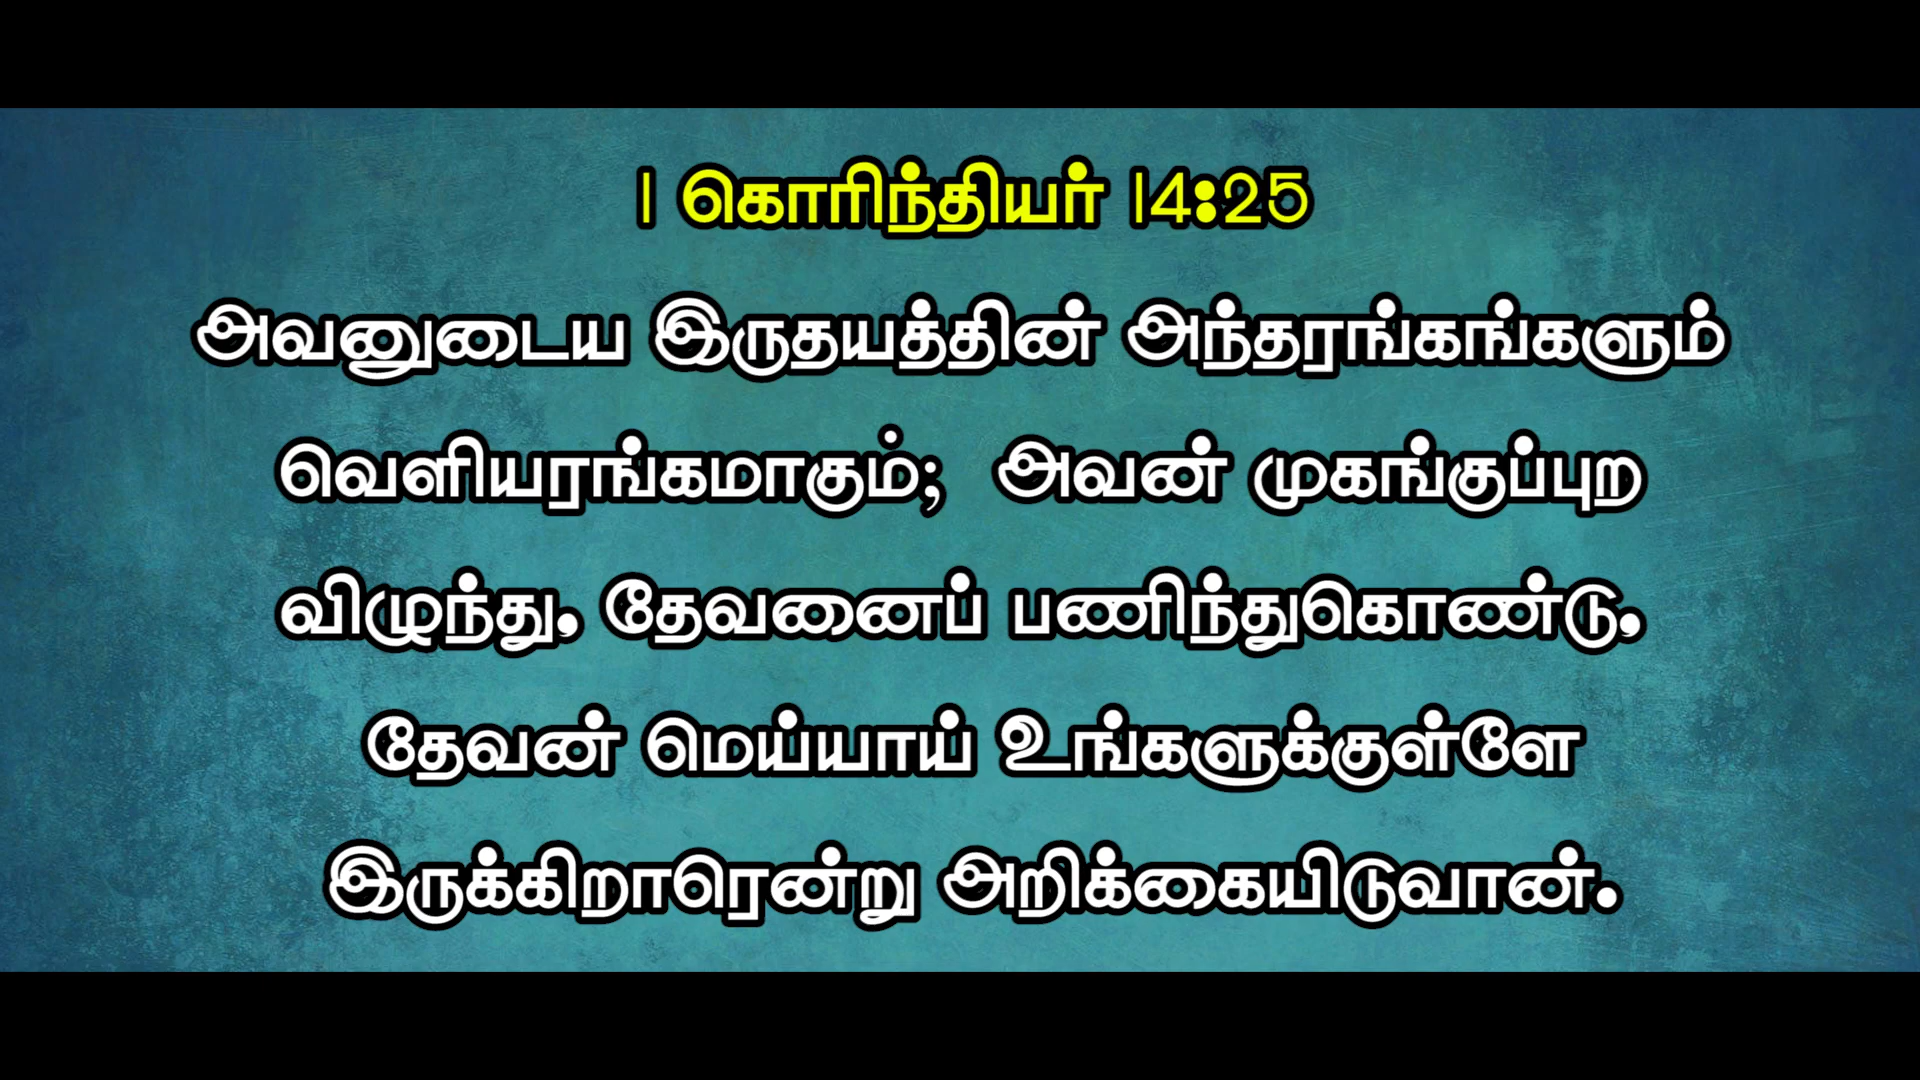 1 கொரிந்தியர் 14:25
அவனுடைய இருதயத்தின் அந்தரங்கங்களும்
வெளியரங்கமாகும்; அவன் முகங்குப்புற
விழுந்து, தேவனைப் பணிந்துகொண்டு,
தேவன் மெய்யாய் உங்களுக்குள்ளே
இருக்கிறாரென்று அறிக்கையிடுவான்.